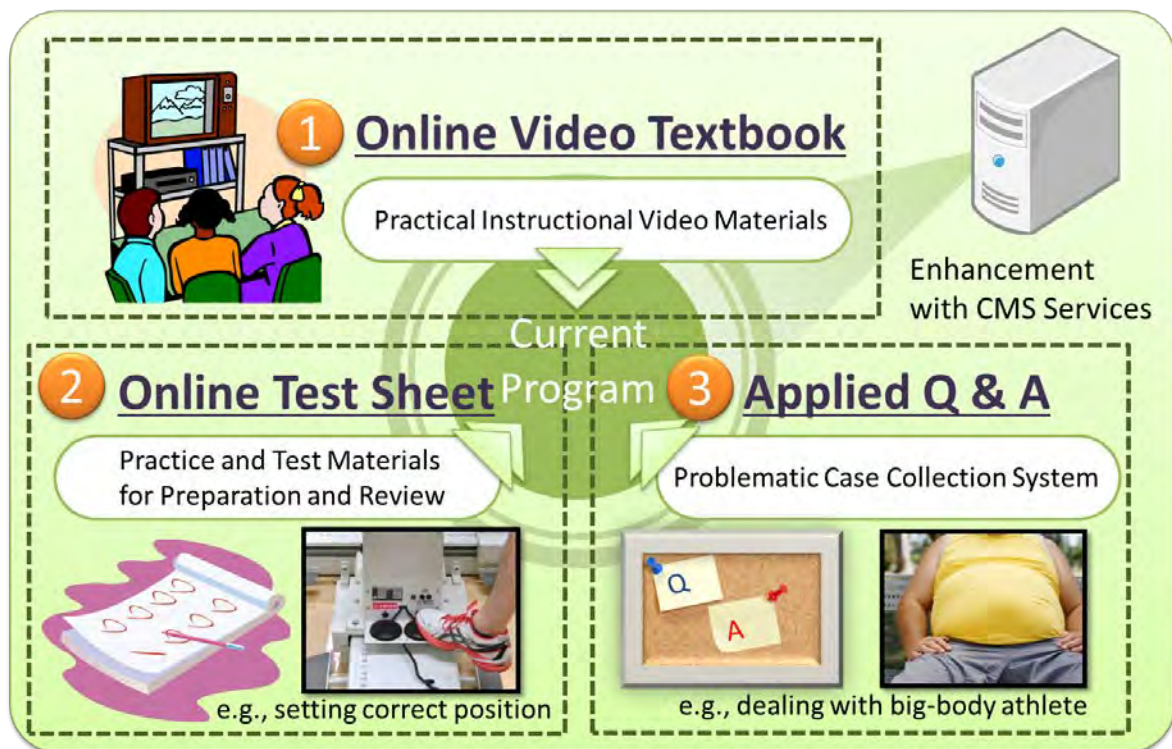 1 Online Video Textbook
Practical Instructional Video Materials
Enhancement
with CMS Services
Current
Program
2 Online Test Sheet
Practice and Test Materials
for Preparation and Review
e.g., setting correct position
3 Applied Q & A
Problematic Case Collection System
Q
A
e.g., dealing with big-body athlete